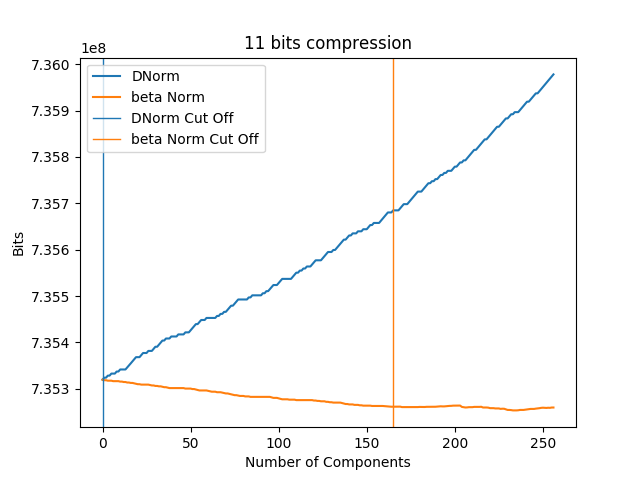 11 bits compression
1e8
7.360
7.359
7.358
7.357
7.356
7.355
7.354
7.353
Bits
DNorm
beta Norm
DNorm Cut Off
beta Norm Cut Off
0 50 100 150 200 250
Number of Components